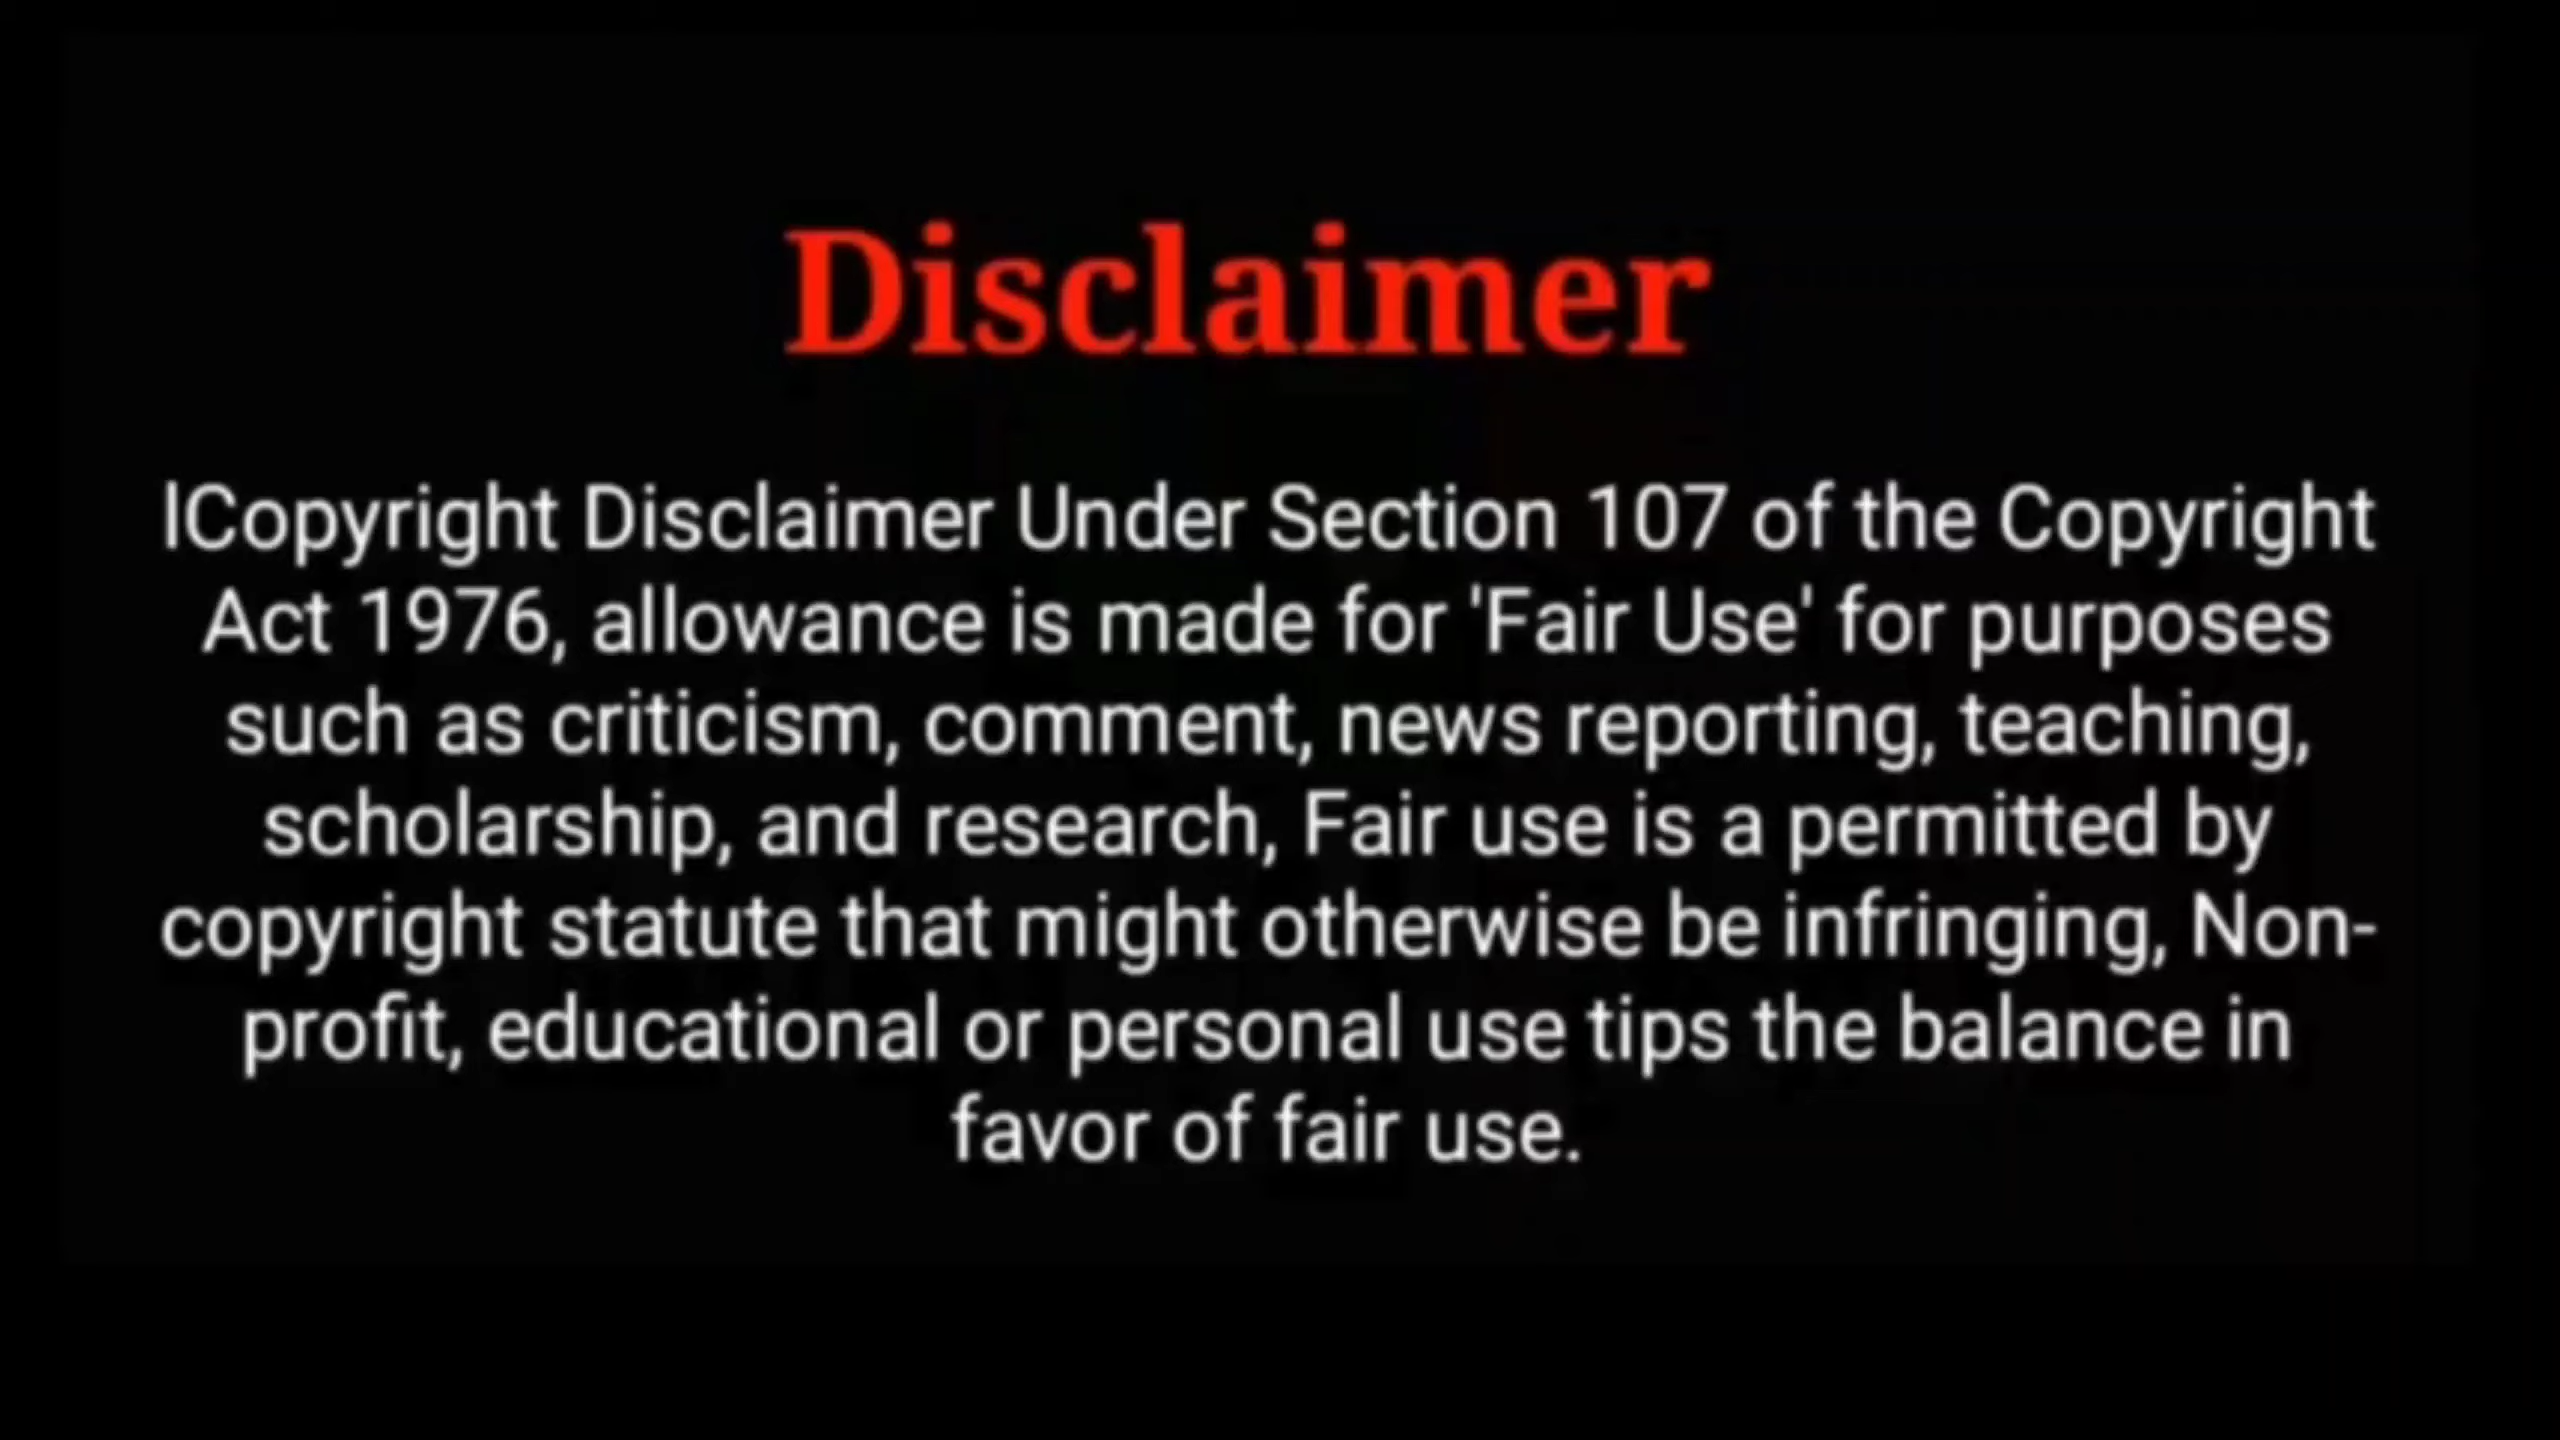 Disclaimer
lCopyright Disclaimer Under Section 107 of the Copyright
Act 1976, allowance is made for 'Fair Use' for purposes
such as criticism, comment, news reporting, teaching,
scholarship, and research, Fair use is a permitted by
copyright statute that might otherwise be infringing, Non-
profit, educational or personal use tips the balance in
favor of fair use.